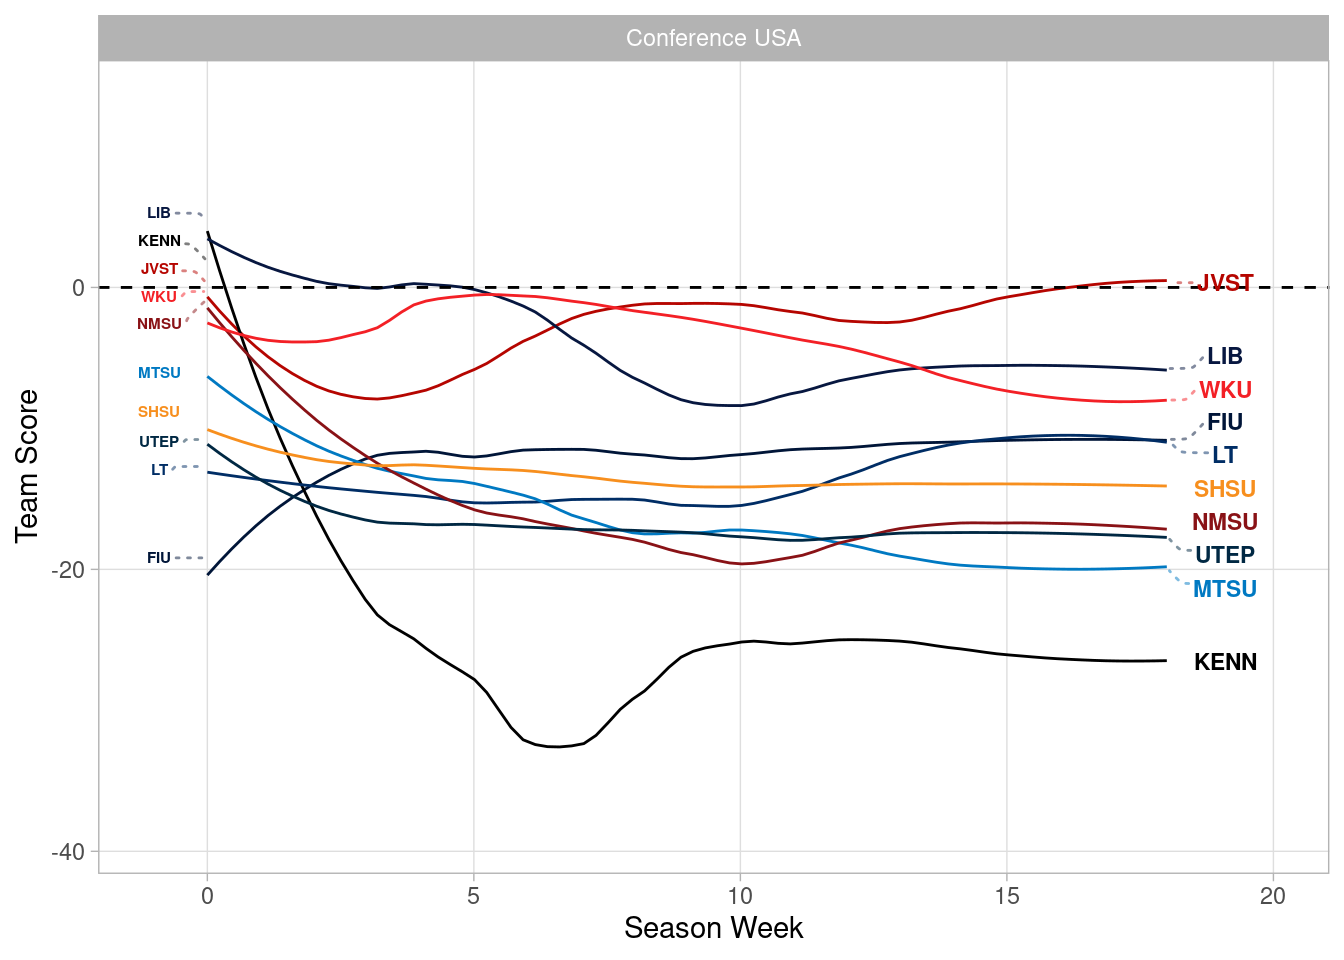 Conference USA
Team Score
0
-20
-40
LIB
KENN
JVST
WKU
NMSU
MTSU
SHSU
UTEP
LT
FIU
JVST
LIB
WKU
FIU
LT
SHSU
NMSU
UTEP
MTSU
KENN
0
5
10
15
20
Season Week